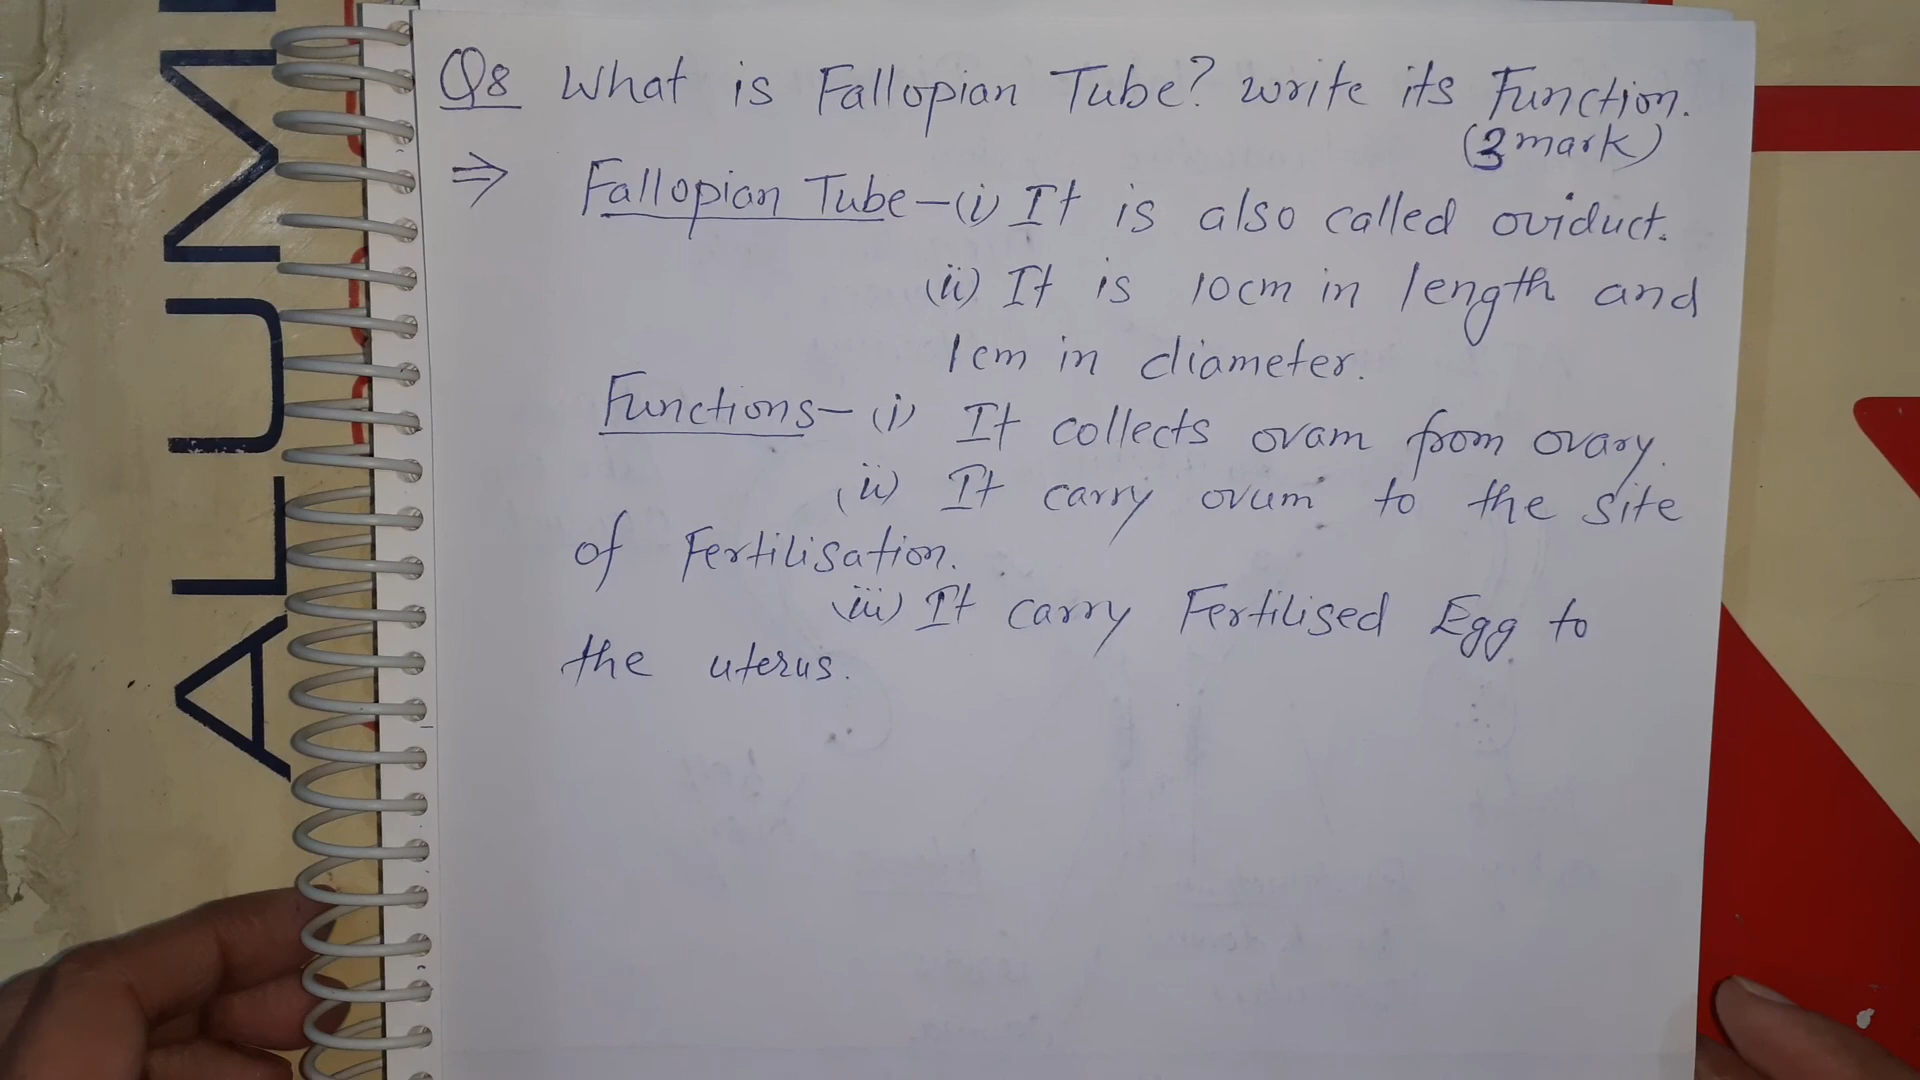 ALUMI
Q8 What is Fallopian Tube? write its Function.
(3 mark)
⇒ Fallopian Tube - (i) It is also called oviduct.
(ii) It is 10cm in length and
1cm in diameter.
Functions - (i) It collects ovam from ovary.
(ii) It carry ovum to the site
of Fertilisation.
(iii) It carry Fertilised Egg to
the uterus.